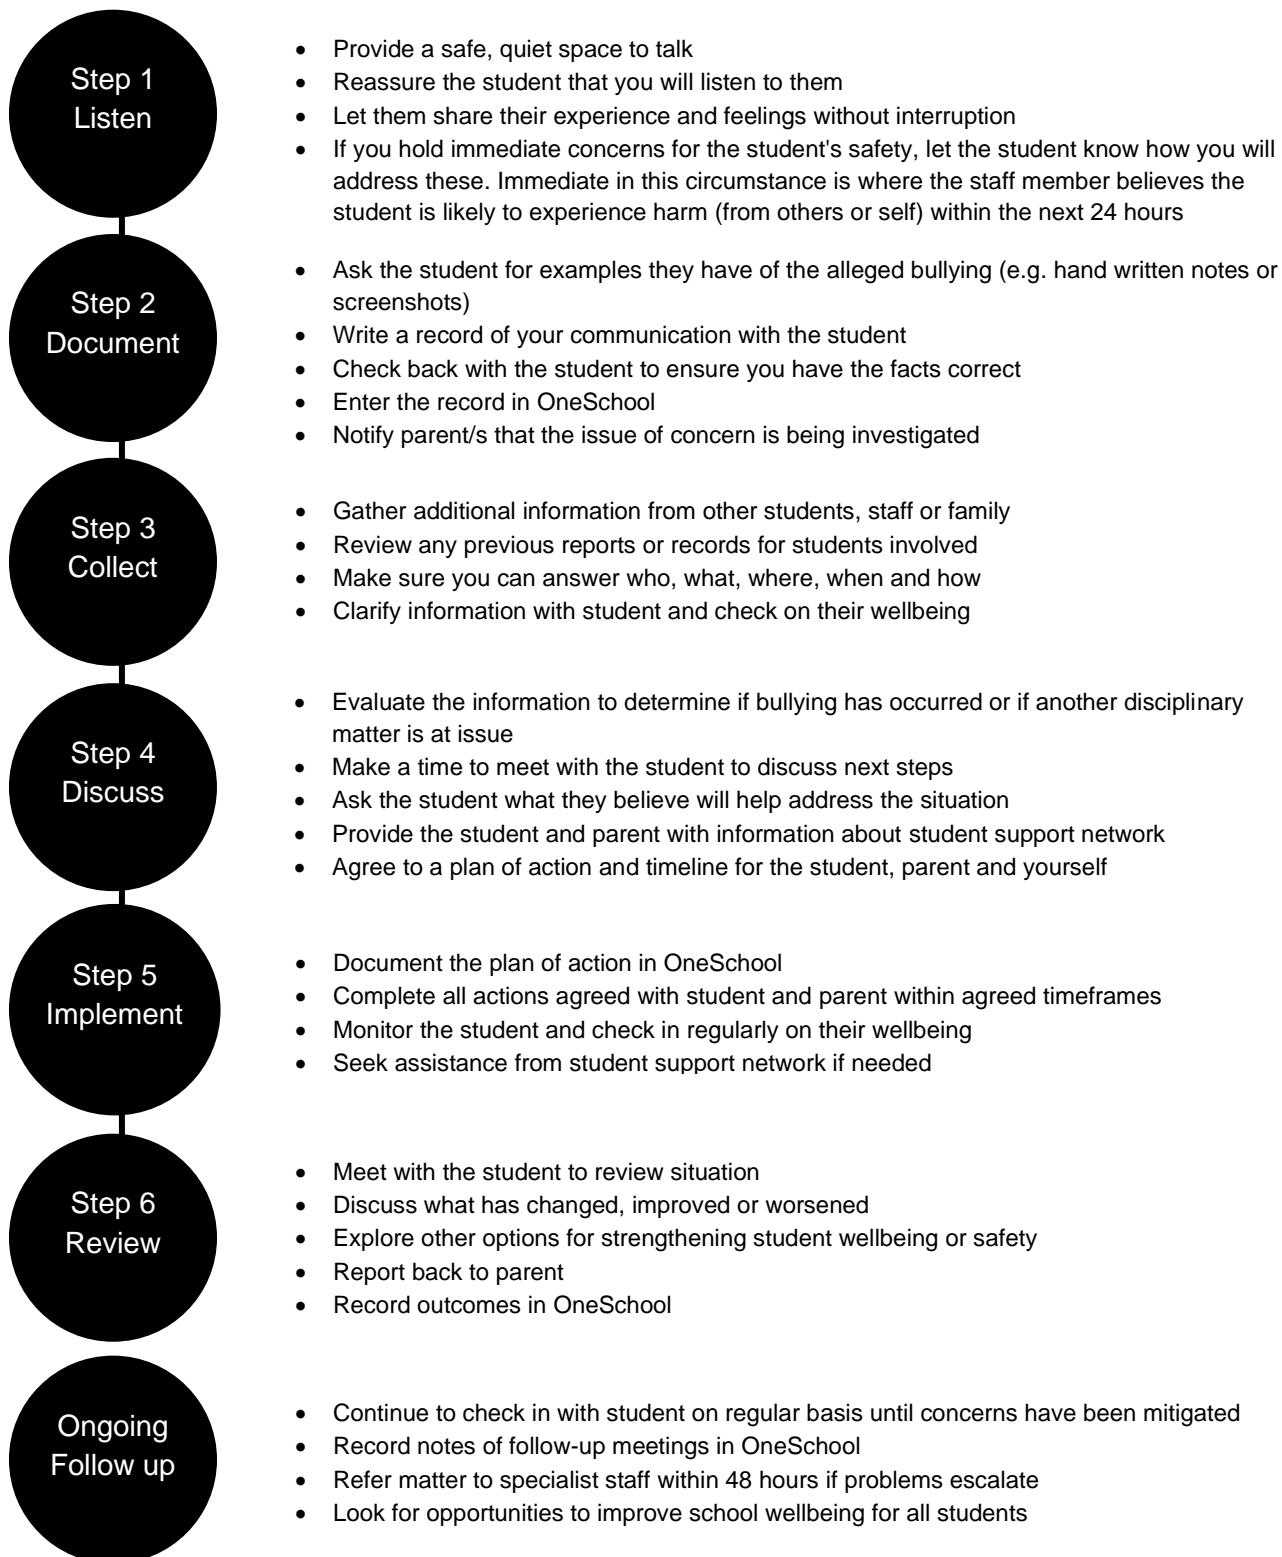 Step 1
Listen
• Provide a safe, quiet space to talk
• Reassure the student that you will listen to them
• Let them share their experience and feelings without interruption
• If you hold immediate concerns for the student's safety, let the student know how you will
address these. Immediate in this circumstance is where the staff member believes the
student is likely to experience harm (from others or self) within the next 24 hours
Step 2
Document
• Ask the student for examples they have of the alleged bullying (e.g. hand written notes or
screenshots)
• Write a record of your communication with the student
• Check back with the student to ensure you have the facts correct
• Enter the record in OneSchool
• Notify parent/s that the issue of concern is being investigated
Step 3
Collect
• Gather additional information from other students, staff or family
• Review any previous reports or records for students involved
• Make sure you can answer who, what, where, when and how
• Clarify information with student and check on their wellbeing
Step 4
Discuss
• Evaluate the information to determine if bullying has occurred or if another disciplinary
matter is at issue
• Make a time to meet with the student to discuss next steps
• Ask the student what they believe will help address the situation
• Provide the student and parent with information about student support network
• Agree to a plan of action and timeline for the student, parent and yourself
Step 5
Implement
• Document the plan of action in OneSchool
• Complete all actions agreed with student and parent within agreed timeframes
• Monitor the student and check in regularly on their wellbeing
• Seek assistance from student support network if needed
Step 6
Review
• Meet with the student to review situation
• Discuss what has changed, improved or worsened
• Explore other options for strengthening student wellbeing or safety
• Report back to parent
• Record outcomes in OneSchool
Ongoing
Follow up
• Continue to check in with student on regular basis until concerns have been mitigated
• Record notes of follow-up meetings in OneSchool
• Refer matter to specialist staff within 48 hours if problems escalate
• Look for opportunities to improve school wellbeing for all students